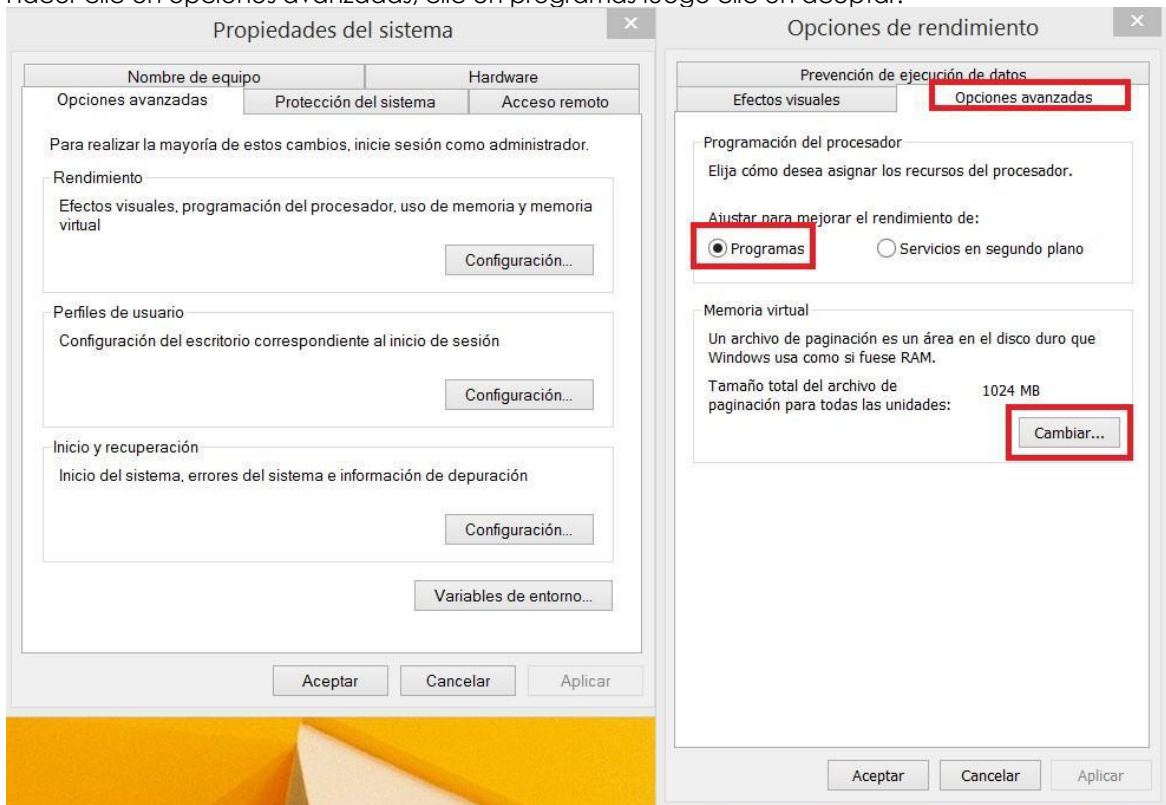 hacer clic en opciones avanzadas, clic en programas luego clic en aceptar.
Propiedades del sistema
Nombre de equipo
Hardware
Opciones avanzadas
Protección del sistema
Acceso remoto
Para realizar la mayoría de estos cambios, inicie sesión como administrador.
Rendimiento
Efectos visuales, programación del procesador, uso de memoria y memoria
virtual
Configuración...
Perfiles de usuario
Configuración del escritorio correspondiente al inicio de sesión
Configuración...
Inicio y recuperación
Inicio del sistema, errores del sistema e información de depuración
Configuración...
Variables de entorno...
Aceptar
Cancelar
Aplicar
Opciones de rendimiento
Prevención de ejecución de datos
Efectos visuales
Opciones avanzadas
Programación del procesador
Elija cómo desea asignar los recursos del procesador.
Ajustar para mejorar el rendimiento de:
Programas
Servicios en segundo plano
Memoria virtual
Un archivo de paginación es un área en el disco duro que
Windows usa como si fuese RAM.
Tamaño total del archivo de
paginación para todas las unidades:
1024 MB
Cambiar...
Aceptar
Cancelar
Aplicar